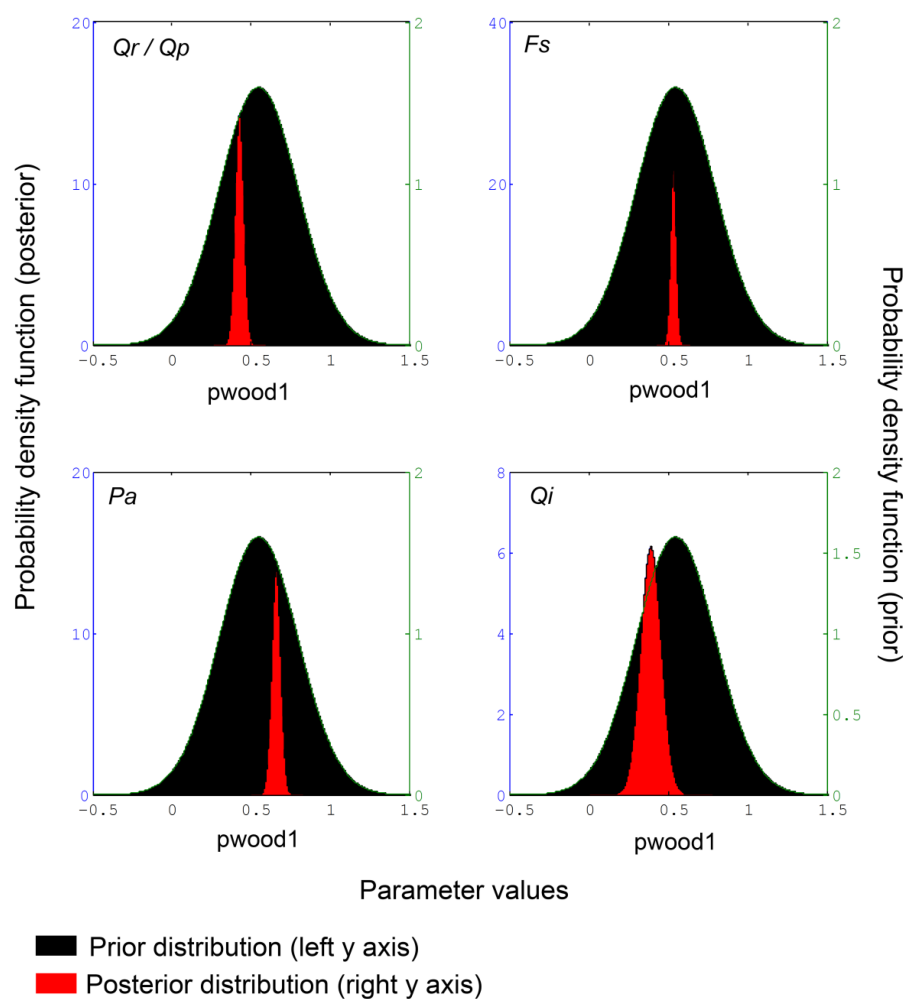 Qr / Qp
20
10
0
2
1
0
-0.5 0 0.5 1 1.5
pwood1
Fs
40
20
0
2
1
0
-0.5 0 0.5 1 1.5
pwood1
Pa
20
10
0
2
1
0
-0.5 0 0.5 1 1.5
pwood1
Qi
8
6
4
2
0
2
1.5
1
0.5
0
-0.5 0 0.5 1 1.5
pwood1
Probability density function (posterior)
Probability density function (prior)
Parameter values
Prior distribution (left y axis)
Posterior distribution (right y axis)